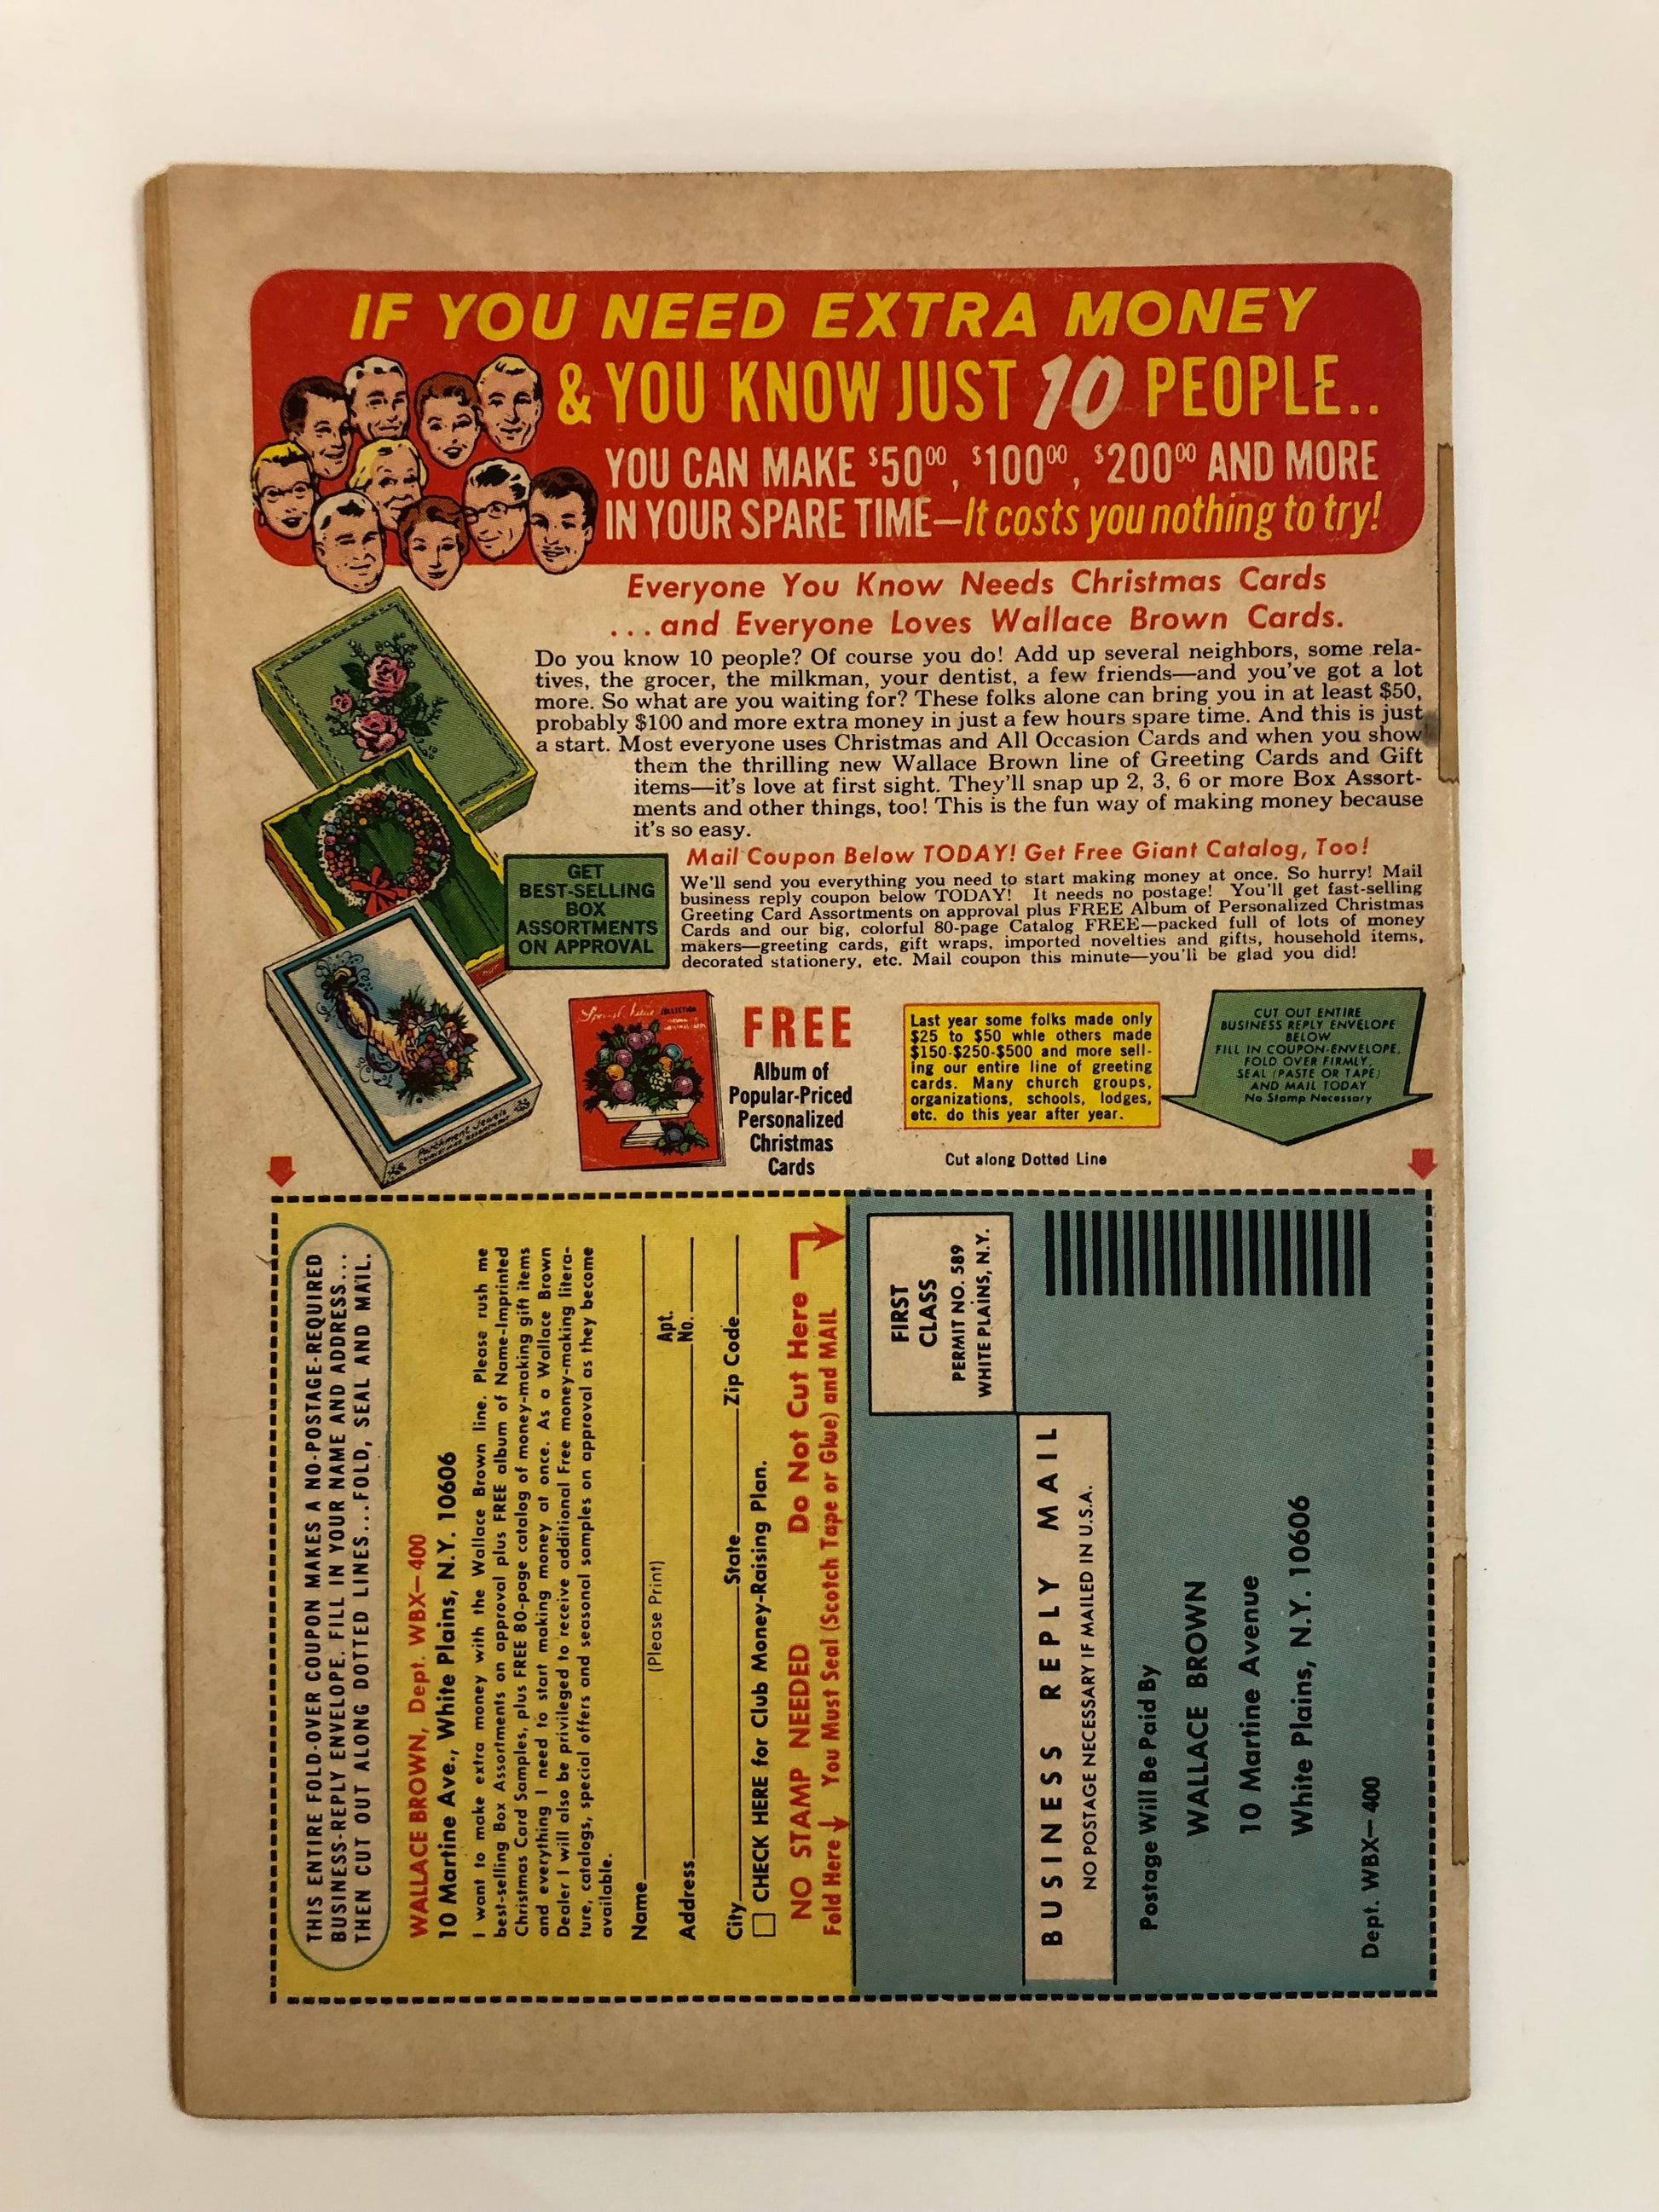 IF YOU NEED EXTRA MONEY
& YOU KNOW JUST 10 PEOPLE..
YOU CAN MAKE $50⁰⁰, $100⁰⁰, $200⁰⁰ AND MORE
IN YOUR SPARE TIME—It costs you nothing to try!
Everyone You Know Needs Christmas Cards
...and Everyone Loves Wallace Brown Cards.
Do you know 10 people? Of course you do! Add up several neighbors, some rela-
tives, the grocer, the milkman, your dentist, a few friends—and you've got a lot
more. So what are you waiting for? These folks alone can bring you in at least $50,
probably $100 and more extra money in just a few hours spare time. And this is just
a start. Most everyone uses Christmas and All Occasion Cards and when you show
them the thrilling new Wallace Brown line of Greeting Cards and Gift
items—it's love at first sight. They'll snap up 2, 3, 6 or more Box Assort-
ments and other things, too! This is the fun way of making money because
it's so easy.
GET
BEST-SELLING
BOX
ASSORTMENTS
ON APPROVAL
Mail Coupon Below TODAY! Get Free Giant Catalog, Too!
We'll send you everything you need to start making money at once. So hurry! Mail
business reply coupon below TODAY! It needs no postage! You'll get fast-selling
Greeting Card Assortments on approval plus FREE Album of Personalized Christmas
Cards and our big, colorful 80-page Catalog FREE—packed full of lots of money
makers—greeting cards, gift wraps, imported novelties and gifts, household items,
decorated stationery, etc. Mail coupon this minute—you'll be glad you did!
Special Value COLLECTION
FREE
Album of
Popular-Priced
Personalized
Christmas
Cards
Last year some folks made only
$25 to $50 whle others made
$150-$250-$500 and more sell-
ing our entire line of greeting
cards. Many church groups,
organizations, schools, lodges,
etc. do this year after year.
Cut along Dotted Line
CUT OUT ENTIRE
BUSINESS REPLY ENVELOPE
BELOW
FILL IN COUPON-ENVELOPE,
FOLD OVER FIRMLY,
SEAL (PASTE OR TAPE)
AND MAIL TODAY
No Stamp Necessary
THIS ENTIRE FOLD-OVER COUPON MAKES A NO-POSTAGE-REQUIRED
BUSINESS-REPLY ENVELOPE. FILL IN YOUR NAME AND ADDRESS...
THEN CUT OUT ALONG DOTTED LINES...FOLD, SEAL AND MAIL.
WALLACE BROWN, Dept. WBX—400
10 Martine Ave., White Plains, N.Y. 10606
I want to make extra money with the Wallace Brown line. Please rush me
best-selling Box Assortments on approval plus FREE album of Name-Imprinted
Christmas Card Samples, plus FREE 80-page catalog of money-making gift items
and everything I need to start making money at once. As a Wallace Brown
Dealer I will also be privileged to receive additional Free money-making litera-
ture, catalogs, special offers and seasonal samples on approval as they become
available.
Name
(Please Print)
Address Apt. No.
City State Zip Code
CHECK HERE for Club Money-Raising Plan.
NO STAMP NEEDED Do Not Cut Here
Fold Here You Must Seal (Scotch Tape or Glue) and MAIL
FIRST
CLASS
PERMIT NO. 589
WHITE PLAINS, N.Y.
BUSINESS REPLY MAIL
NO POSTAGE NECESSARY IF MAILED IN U.S.A.
Postage Will Be Paid By
WALLACE BROWN
10 Martine Avenue
White Plains, N.Y. 10606
Dept. WBX—400